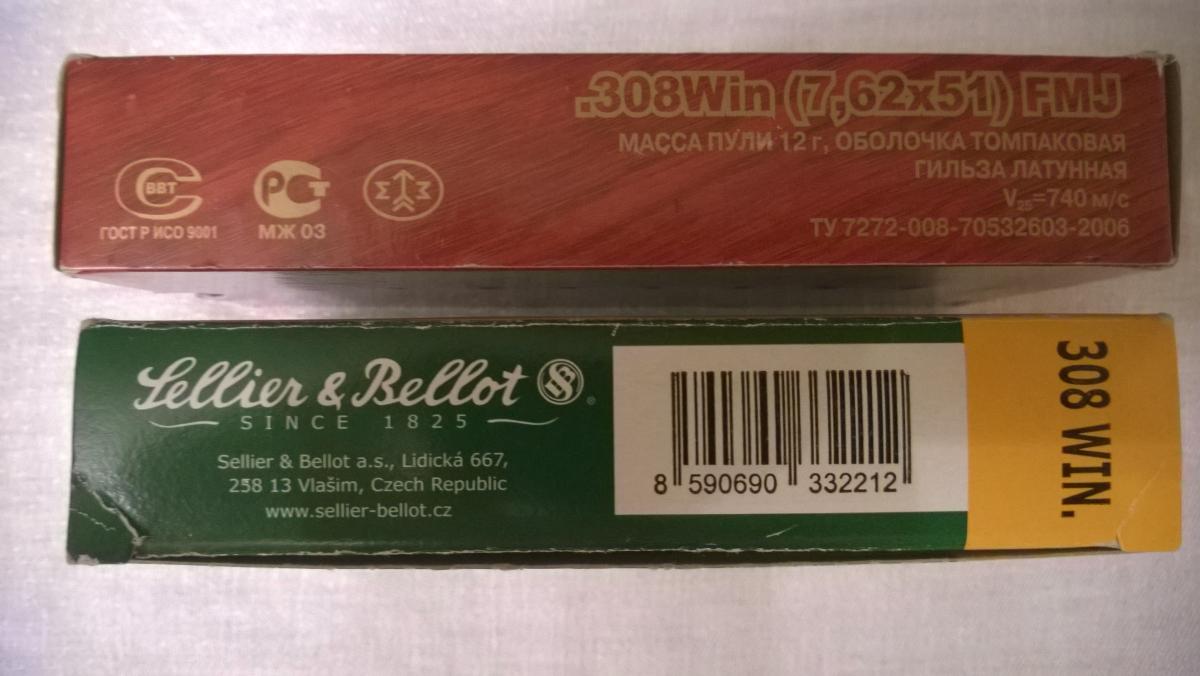 .308Win (7,62x51) FMJ
МАССА ПУЛИ 12 г, ОБОЛОЧКА ТОМПАКОВАЯ
ГИЛЬЗА ЛАТУННАЯ
V₂₅=740 м/с
ТУ 7272-008-70532603-2006
ВВТ
ГОСТ Р ИСО 9001
РСТ
МЖ 03
Σ Σ
Sellier & Bellot SB ®
SINCE 1825
Sellier & Bellot a.s., Lidická 667,
258 13 Vlašim, Czech Republic
www.sellier-bellot.cz
8 590690 332212
308 WIN.